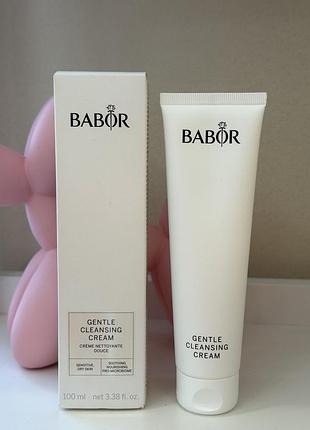 BABOR
GENTLE
CLEANSING
CREAM
CRÈME NETTOYANTE
DOUCE
SENSITIVE,
DRY SKIN
SOOTHING,
NOURISHING
PRO-MICROBIOME
100 ml net 3.38 fl. oz.
BABOR
GENTLE
CLEANSING
CREAM